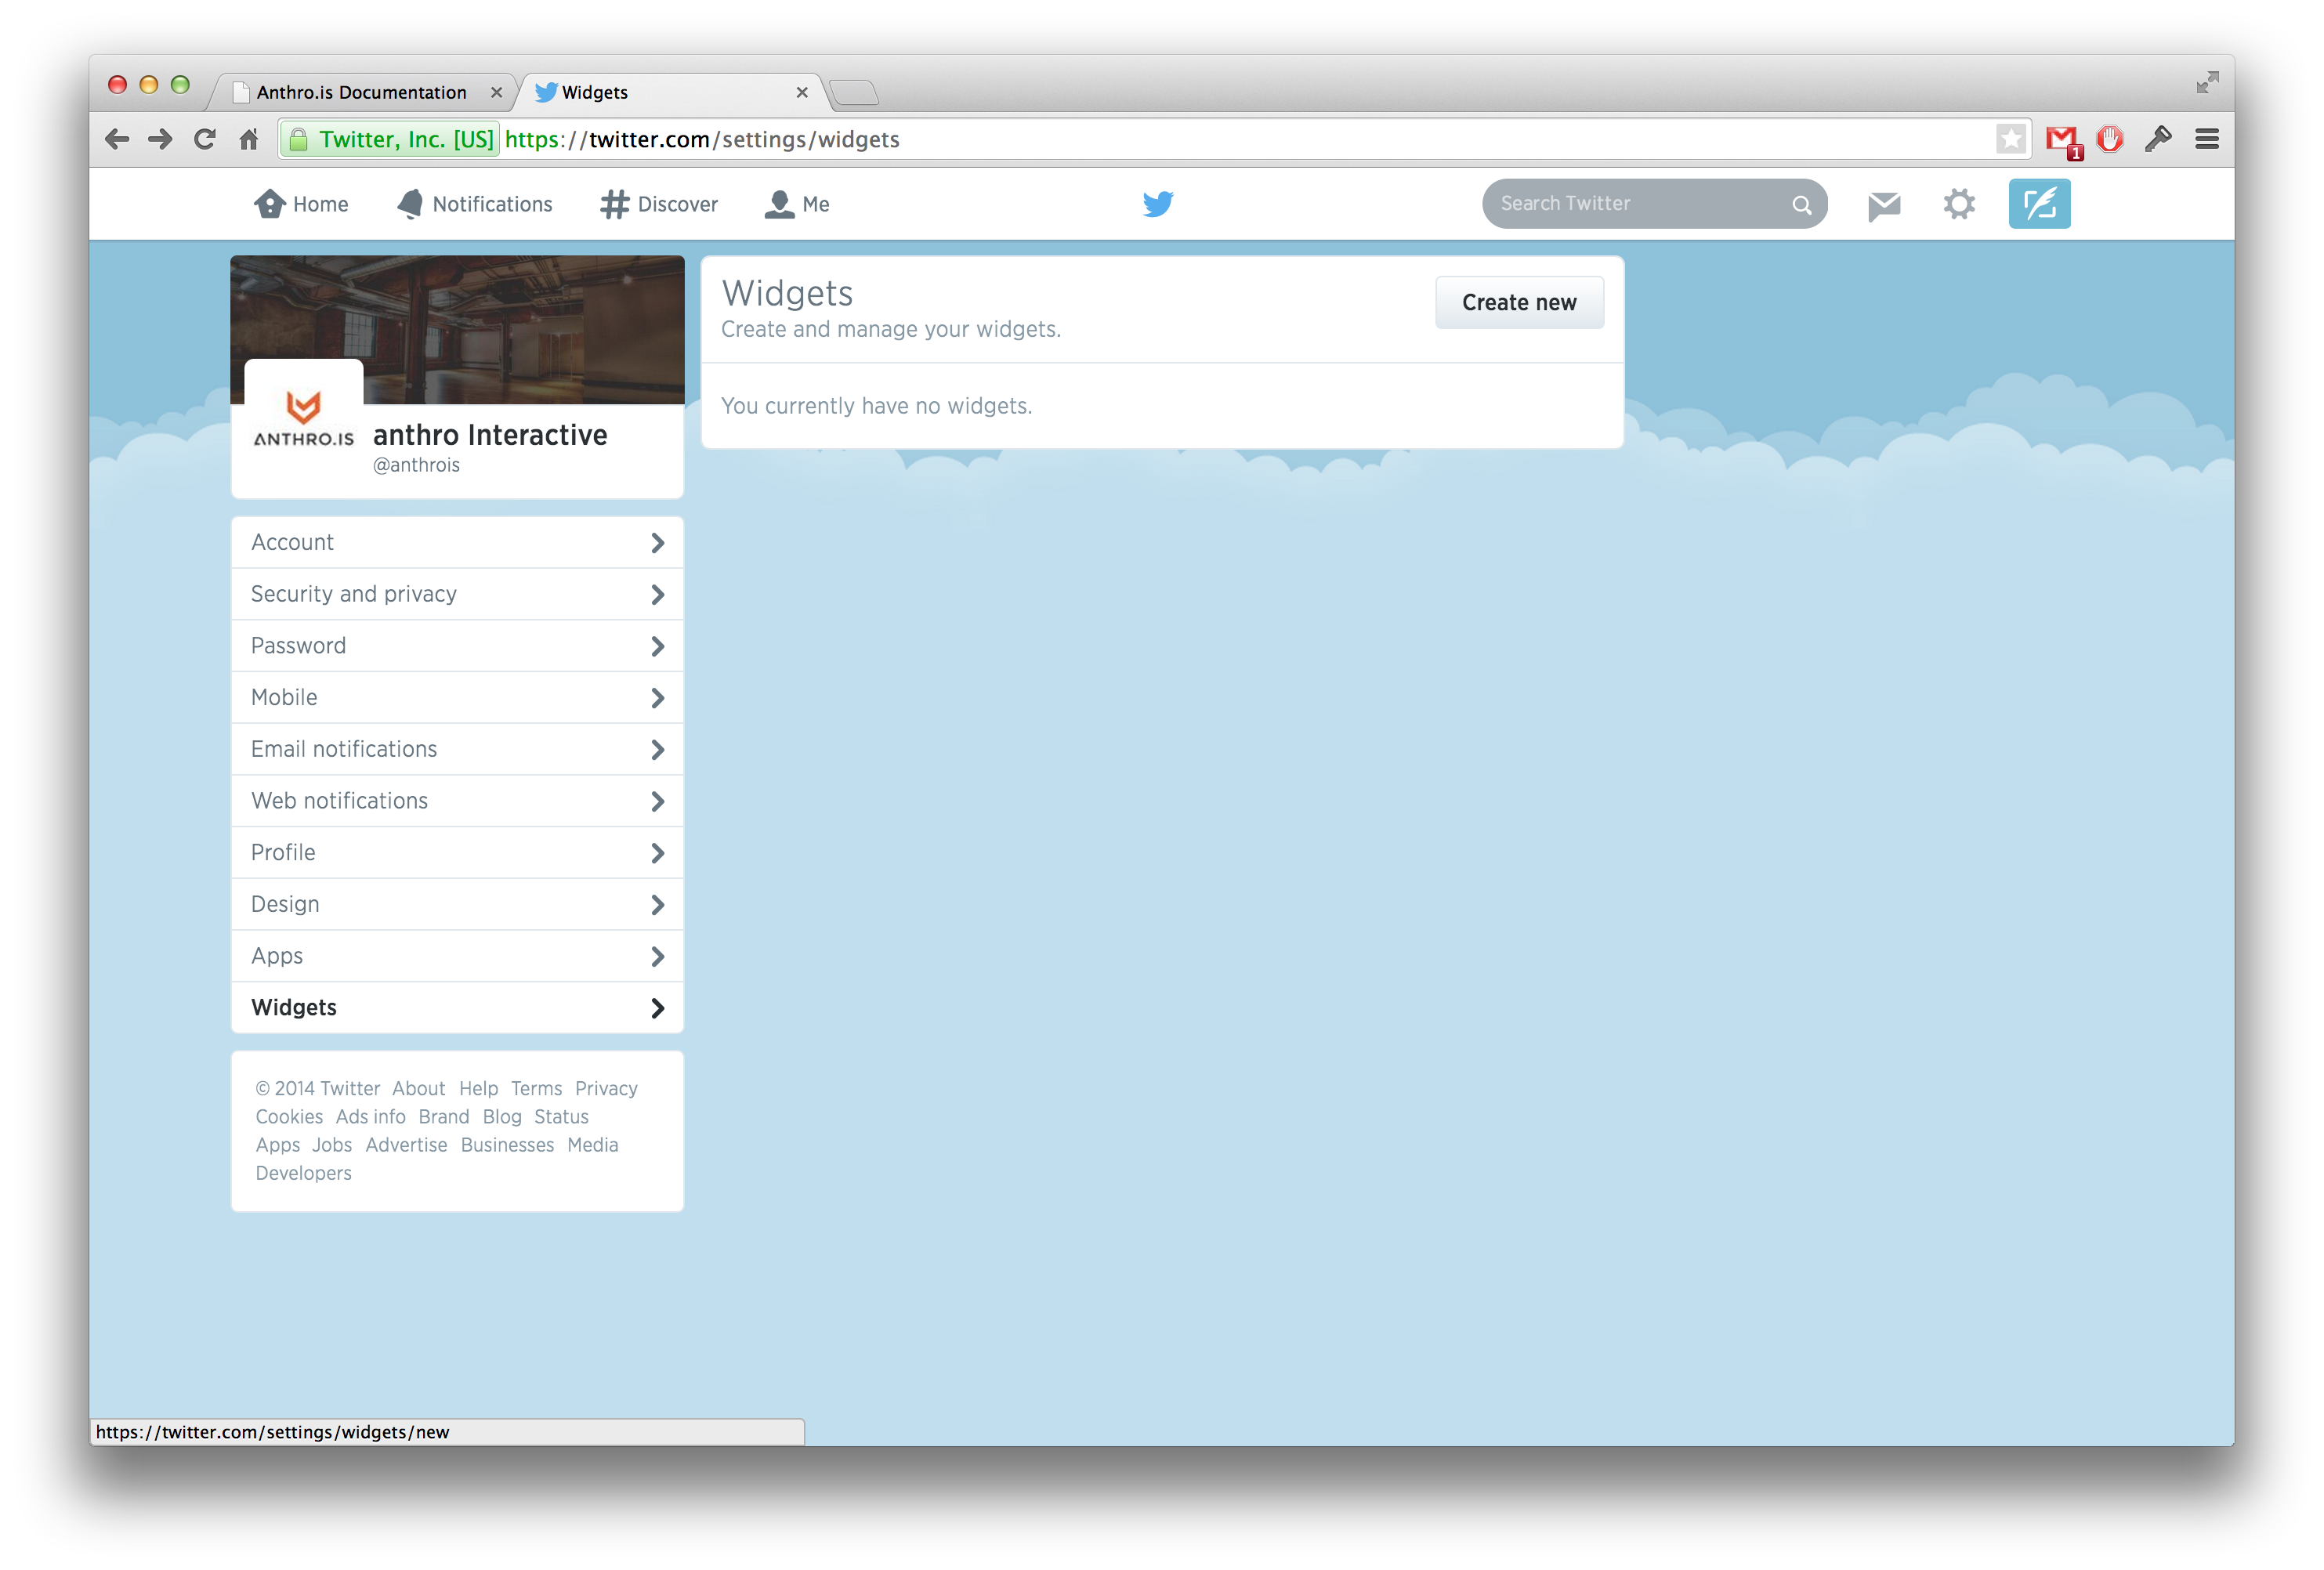 Anthro.is Documentation
Widgets
Twitter, Inc. [US] https://twitter.com/settings/widgets
1
Home Notifications Discover Me
Search Twitter
ANTHRO.IS
anthro Interactive
@anthrois
Account
Security and privacy
Password
Mobile
Email notifications
Web notifications
Profile
Design
Apps
Widgets
© 2014 Twitter About Help Terms Privacy
Cookies Ads info Brand Blog Status
Apps Jobs Advertise Businesses Media
Developers
Widgets
Create and manage your widgets.
Create new
You currently have no widgets.
https://twitter.com/settings/widgets/new